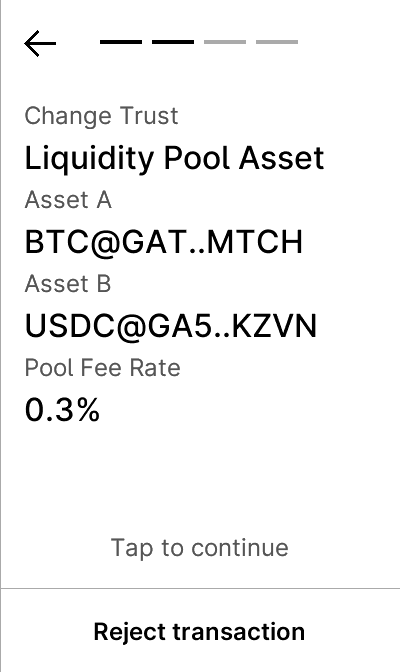 Change Trust
Liquidity Pool Asset
Asset A
BTC@GAT..MTCH
Asset B
USDC@GA5..KZVN
Pool Fee Rate
0.3%
Tap to continue
Reject transaction